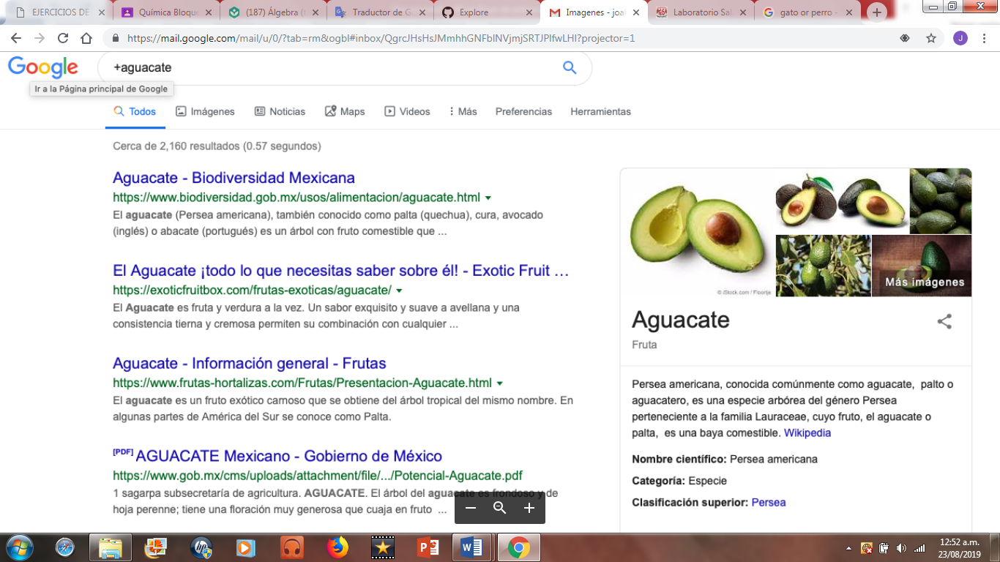 EJERCICIOS DE
Química Bloque
(187) Álgebra (
Traductor de G
Explore
Imagenes - joa
Laboratorio Sal
gato or perro -
https://mail.google.com/mail/u/0/?tab=rm&ogbl#inbox/QgrcJHsHsJMmhhGNFblNVjmjSRTJPlfwLHI?projector=1
J
Google
+aguacate
Ir a la Página principal de Google
Todos Imágenes Noticias Maps Videos Más Preferencias Herramientas
Cerca de 2,160 resultados (0.57 segundos)
Aguacate - Biodiversidad Mexicana
https://www.biodiversidad.gob.mx/usos/alimentacion/aguacate.html
El aguacate (Persea americana), también conocido como palta (quechua), cura, avocado
(inglés) o abacate (portugués) es un árbol con fruto comestible que ...
El Aguacate ¡todo lo que necesitas saber sobre él! - Exotic Fruit ...
https://exoticfruitbox.com/frutas-exoticas/aguacate/
El Aguacate es fruta y verdura a la vez. Un sabor exquisito y suave a avellana y una
consistencia tierna y cremosa permiten su combinación con cualquier ...
Aguacate - Información general - Frutas
https://www.frutas-hortalizas.com/Frutas/Presentacion-Aguacate.html
El aguacate es un fruto exótico carnoso que se obtiene del árbol tropical del mismo nombre. En
algunas partes de América del Sur se conoce como Palta.
[PDF] AGUACATE Mexicano - Gobierno de México
https://www.gob.mx/cms/uploads/attachment/file/.../Potencial-Aguacate.pdf
1 sagarpa subsecretaría de agricultura. AGUACATE. El árbol del aguacate es frondoso y de
hoja perenne; tiene una floración muy generosa que cuaja en fruto ...
© iStock.com / Floortje
Más imágenes
Aguacate
Fruta
Persea americana, conocida comúnmente como aguacate, palto o
aguacatero, es una especie arbórea del género Persea
perteneciente a la familia Lauraceae, cuyo fruto, el aguacate o
palta, es una baya comestible. Wikipedia
Nombre científico: Persea americana
Categoría: Especie
Clasificación superior: Persea
12:52 a.m.
23/08/2019